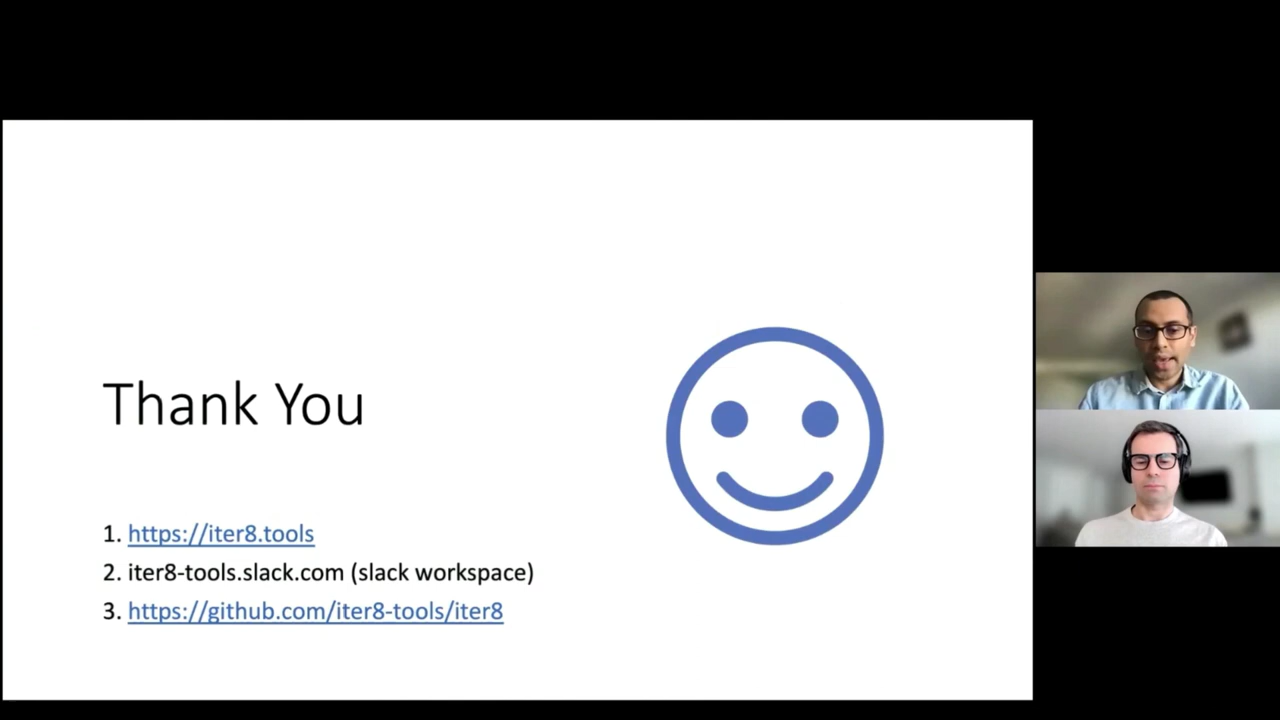 Thank You
1. https://iter8.tools
2. iter8-tools.slack.com (slack workspace)
3. https://github.com/iter8-tools/iter8